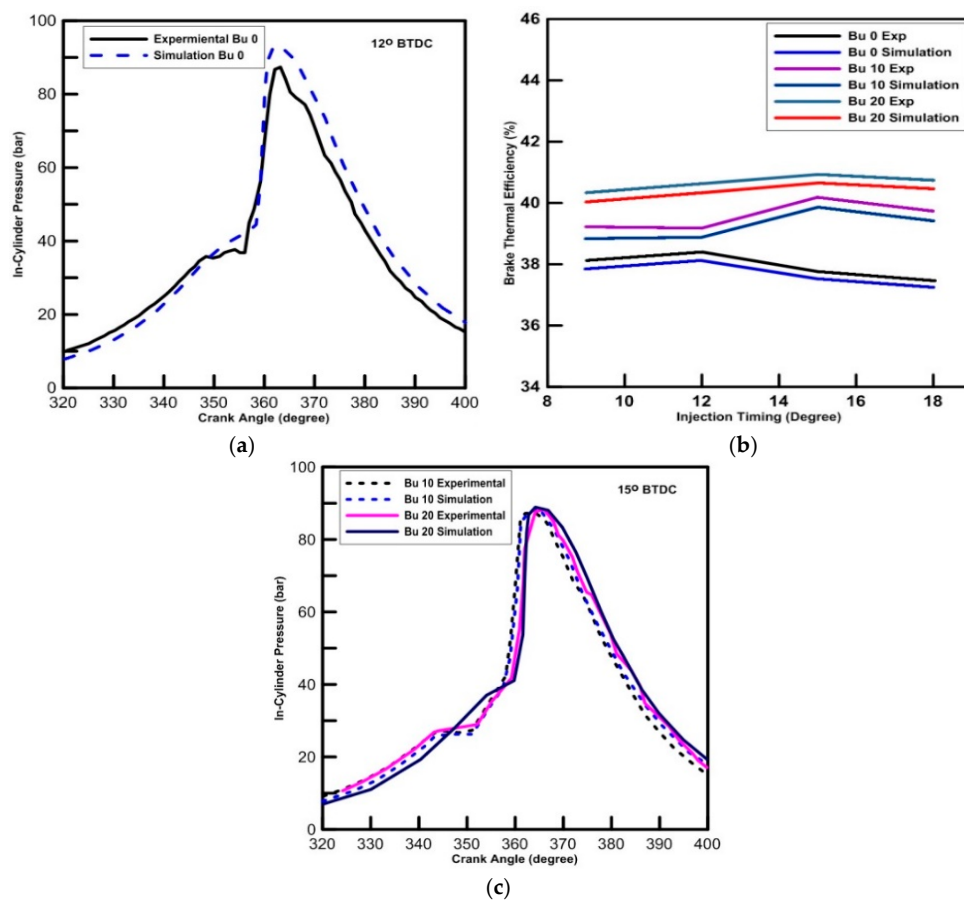 100
80
60
40
20
0
In-Cylinder Pressure (bar)
Expermiental Bu 0
Simulation Bu 0
12o BTDC
320 330 340 350 360 370 380 390 400
Crank Angle (degree)
(a)
46
44
42
40
38
36
34
Brake Thermal Efficiency (%)
Bu 0 Exp
Bu 0 Simulation
Bu 10 Exp
Bu 10 Simulation
Bu 20 Exp
Bu 20 Simulation
8 10 12 14 16 18
Injection Timing (Degree)
(b)
100
80
60
40
20
0
In-Cylinder Pressure (bar)
Bu 10 Experimental
Bu 10 Simulation
Bu 20 Experimental
Bu 20 Simulation
15o BTDC
320 330 340 350 360 370 380 390 400
Crank Angle (degree)
(c)